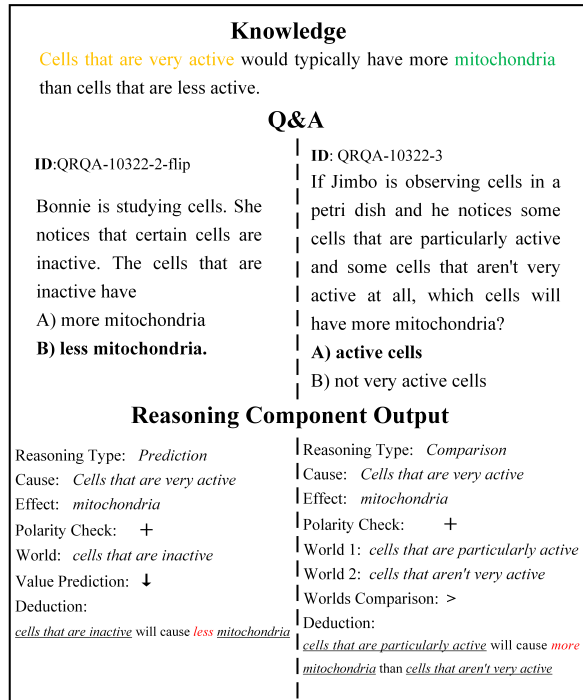 Knowledge
Cells that are very active would typically have more mitochondria
than cells that are less active.
Q&A
ID:QRQA-10322-2-flip
Bonnie is studying cells. She
notices that certain cells are
inactive. The cells that are
inactive have
A) more mitochondria
B) less mitochondria.
ID: QRQA-10322-3
If Jimbo is observing cells in a
petri dish and he notices some
cells that are particularly active
and some cells that aren't very
active at all, which cells will
have more mitochondria?
A) active cells
B) not very active cells
Reasoning Component Output
Reasoning Type: Prediction
Cause: Cells that are very active
Effect: mitochondria
Polarity Check: +
World: cells that are inactive
Value Prediction: ↓
Deduction:
cells that are inactive will cause less mitochondria
Reasoning Type: Comparison
Cause: Cells that are very active
Effect: mitochondria
Polarity Check: +
World 1: cells that are particularly active
World 2: cells that aren't very active
Worlds Comparison: >
Deduction:
cells that are particularly active will cause more
mitochondria than cells that aren't very active